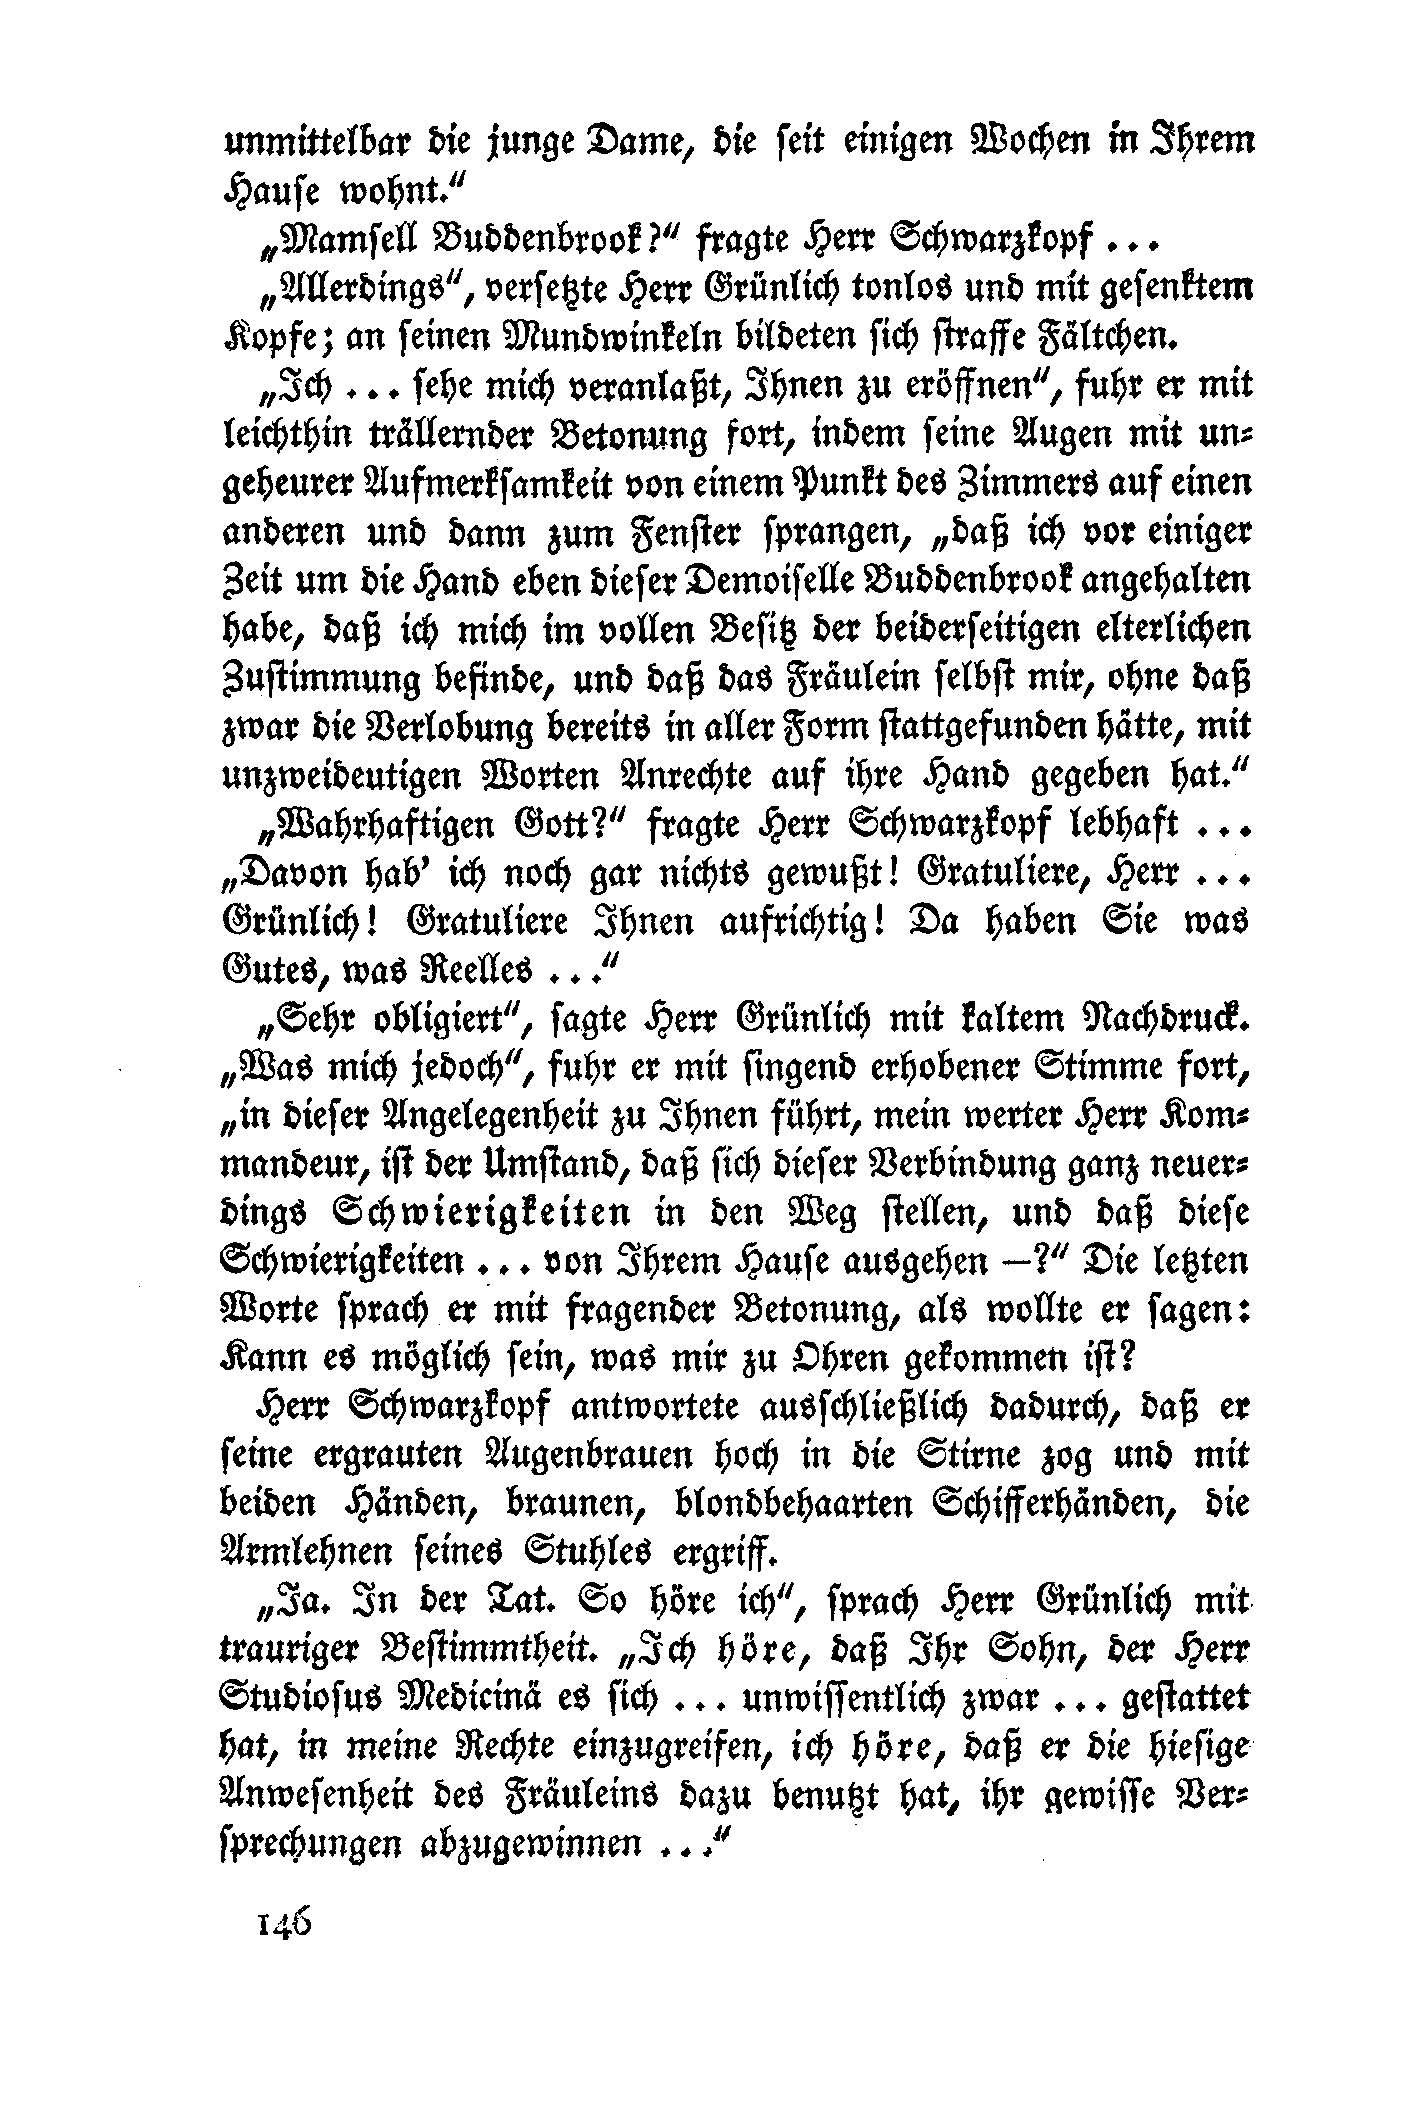 unmittelbar die junge Dame, die seit einigen Wochen in Ihrem
Hause wohnt.“
„Mamsell Buddenbrook?“ fragte Herr Schwarzkopf ...
„Allerdings“, versetzte Herr Grünlich tonlos und mit gesenktem
Kopfe; an seinen Mundwinkeln bildeten sich straffe Fältchen.
„Ich ... sehe mich veranlaßt, Ihnen zu eröffnen“, fuhr er mit
leichthin trällernder Betonung fort, indem seine Augen mit un-
geheurer Aufmerksamkeit von einem Punkt des Zimmers auf einen
anderen und dann zum Fenster sprangen, „daß ich vor einiger
Zeit um die Hand eben dieser Demoiselle Buddenbrook angehalten
habe, daß ich mich im vollen Besitz der beiderseitigen elterlichen
Zustimmung befinde, und daß das Fräulein selbst mir, ohne daß
zwar die Verlobung bereits in aller Form stattgefunden hätte, mit
unzweideutigen Worten Anrechte auf ihre Hand gegeben hat.“
„Wahrhaftigen Gott?“ fragte Herr Schwarzkopf lebhaft ...
„Davon hab’ ich noch gar nichts gewußt! Gratuliere, Herr ...
Grünlich! Gratuliere Ihnen aufrichtig! Da haben Sie was
Gutes, was Reelles ...“
„Sehr obligiert“, sagte Herr Grünlich mit kaltem Nachdruck.
„Was mich jedoch“, fuhr er mit singend erhobener Stimme fort,
„in dieser Angelegenheit zu Ihnen führt, mein werter Herr Kom-
mandeur, ist der Umstand, daß sich dieser Verbindung ganz neuer-
dings Schwierigkeiten in den Weg stellen, und daß diese
Schwierigkeiten ... von Ihrem Hause ausgehen —?“ Die letzten
Worte sprach er mit fragender Betonung, als wollte er sagen:
Kann es möglich sein, was mir zu Ohren gekommen ist?
Herr Schwarzkopf antwortete ausschließlich dadurch, daß er
seine ergrauten Augenbrauen hoch in die Stirne zog und mit
beiden Händen, braunen, blondbehaarten Schifferhänden, die
Armlehnen seines Stuhles ergriff.
„Ja. In der Tat. So höre ich“, sprach Herr Grünlich mit
trauriger Bestimmtheit. „Ich höre, daß Ihr Sohn, der Herr
Studiosus Medicinä es sich ... unwissentlich zwar ... gestattet
hat, in meine Rechte einzugreifen, ich höre, daß er die hiesige
Anwesenheit des Fräuleins dazu benutzt hat, ihr gewisse Ver-
sprechungen abzugewinnen ...“
146